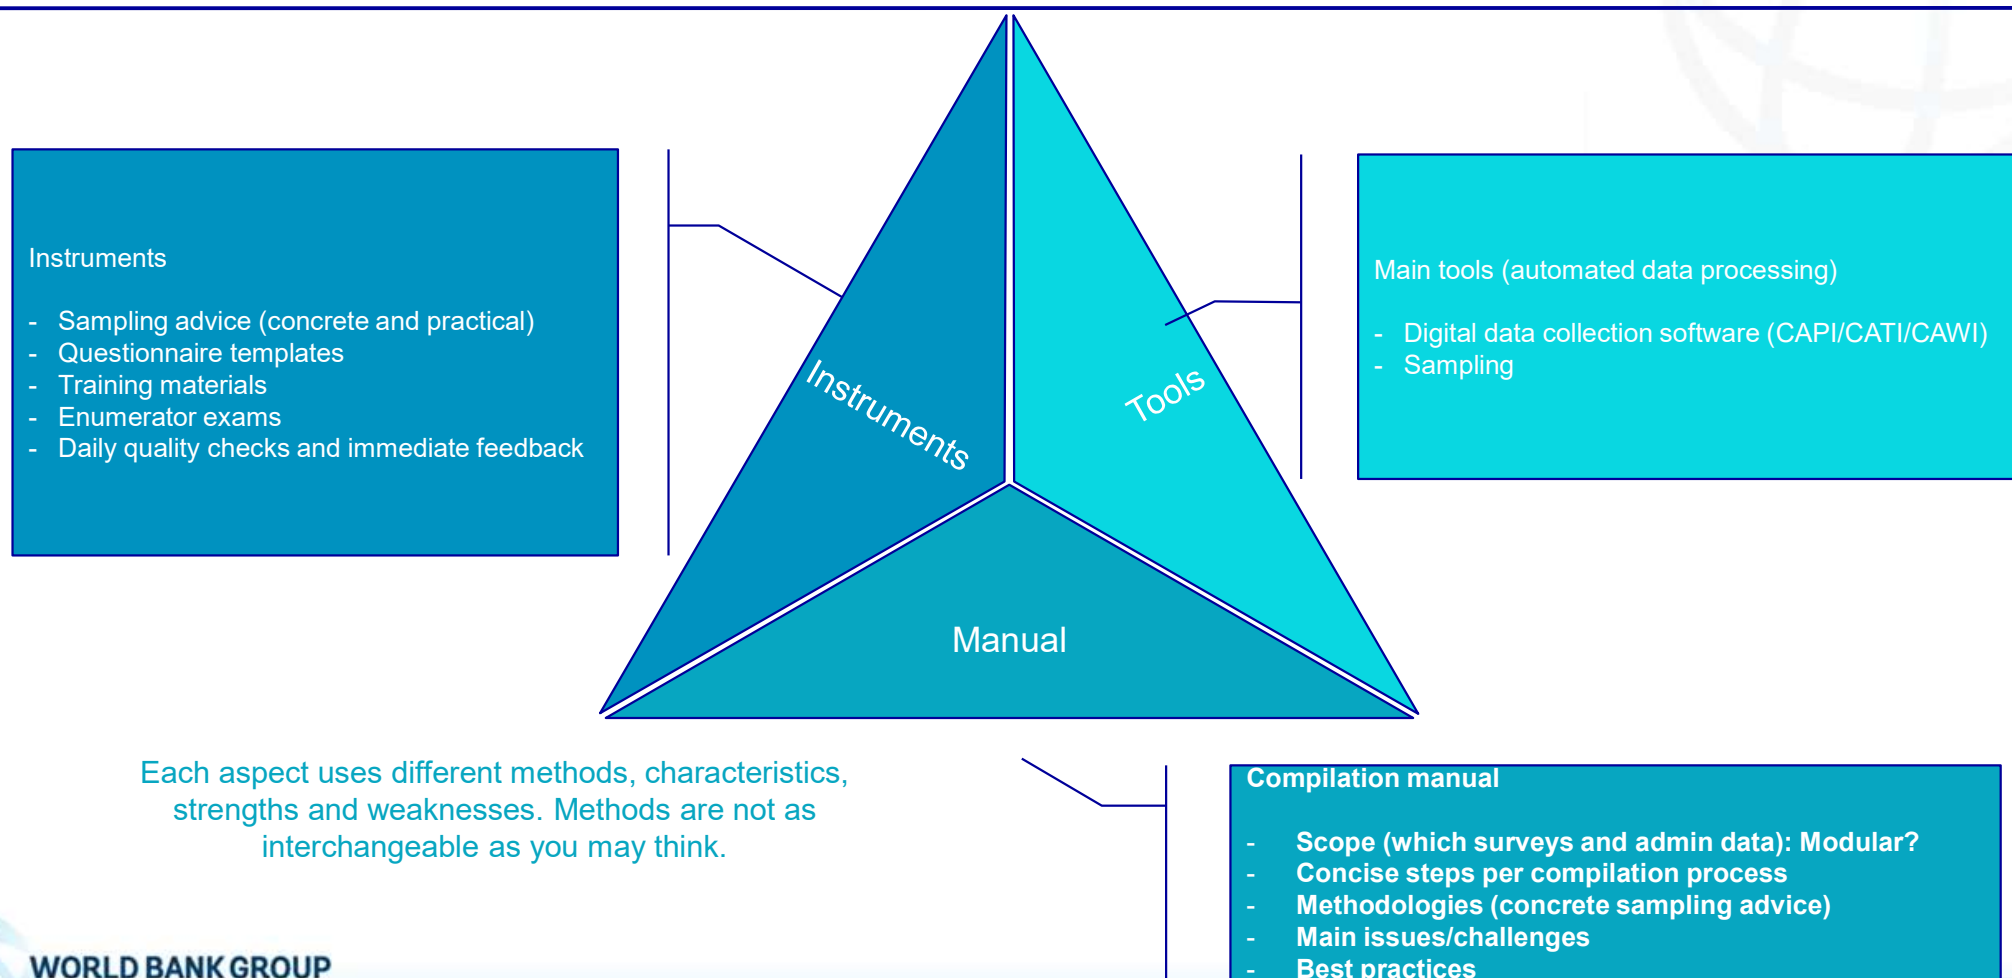 Instruments
- Sampling advice (concrete and practical)
- Questionnaire templates
- Training materials
- Enumerator exams
- Daily quality checks and immediate feedback
Instruments
Tools
Manual
Main tools (automated data processing)
- Digital data collection software (CAPI/CATI/CAWI)
- Sampling
Each aspect uses different methods, characteristics,
strengths and weaknesses. Methods are not as
interchangeable as you may think.
Compilation manual
- Scope (which surveys and admin data): Modular?
- Concise steps per compilation process
- Methodologies (concrete sampling advice)
- Main issues/challenges
- Best practices
WORLD BANK GROUP